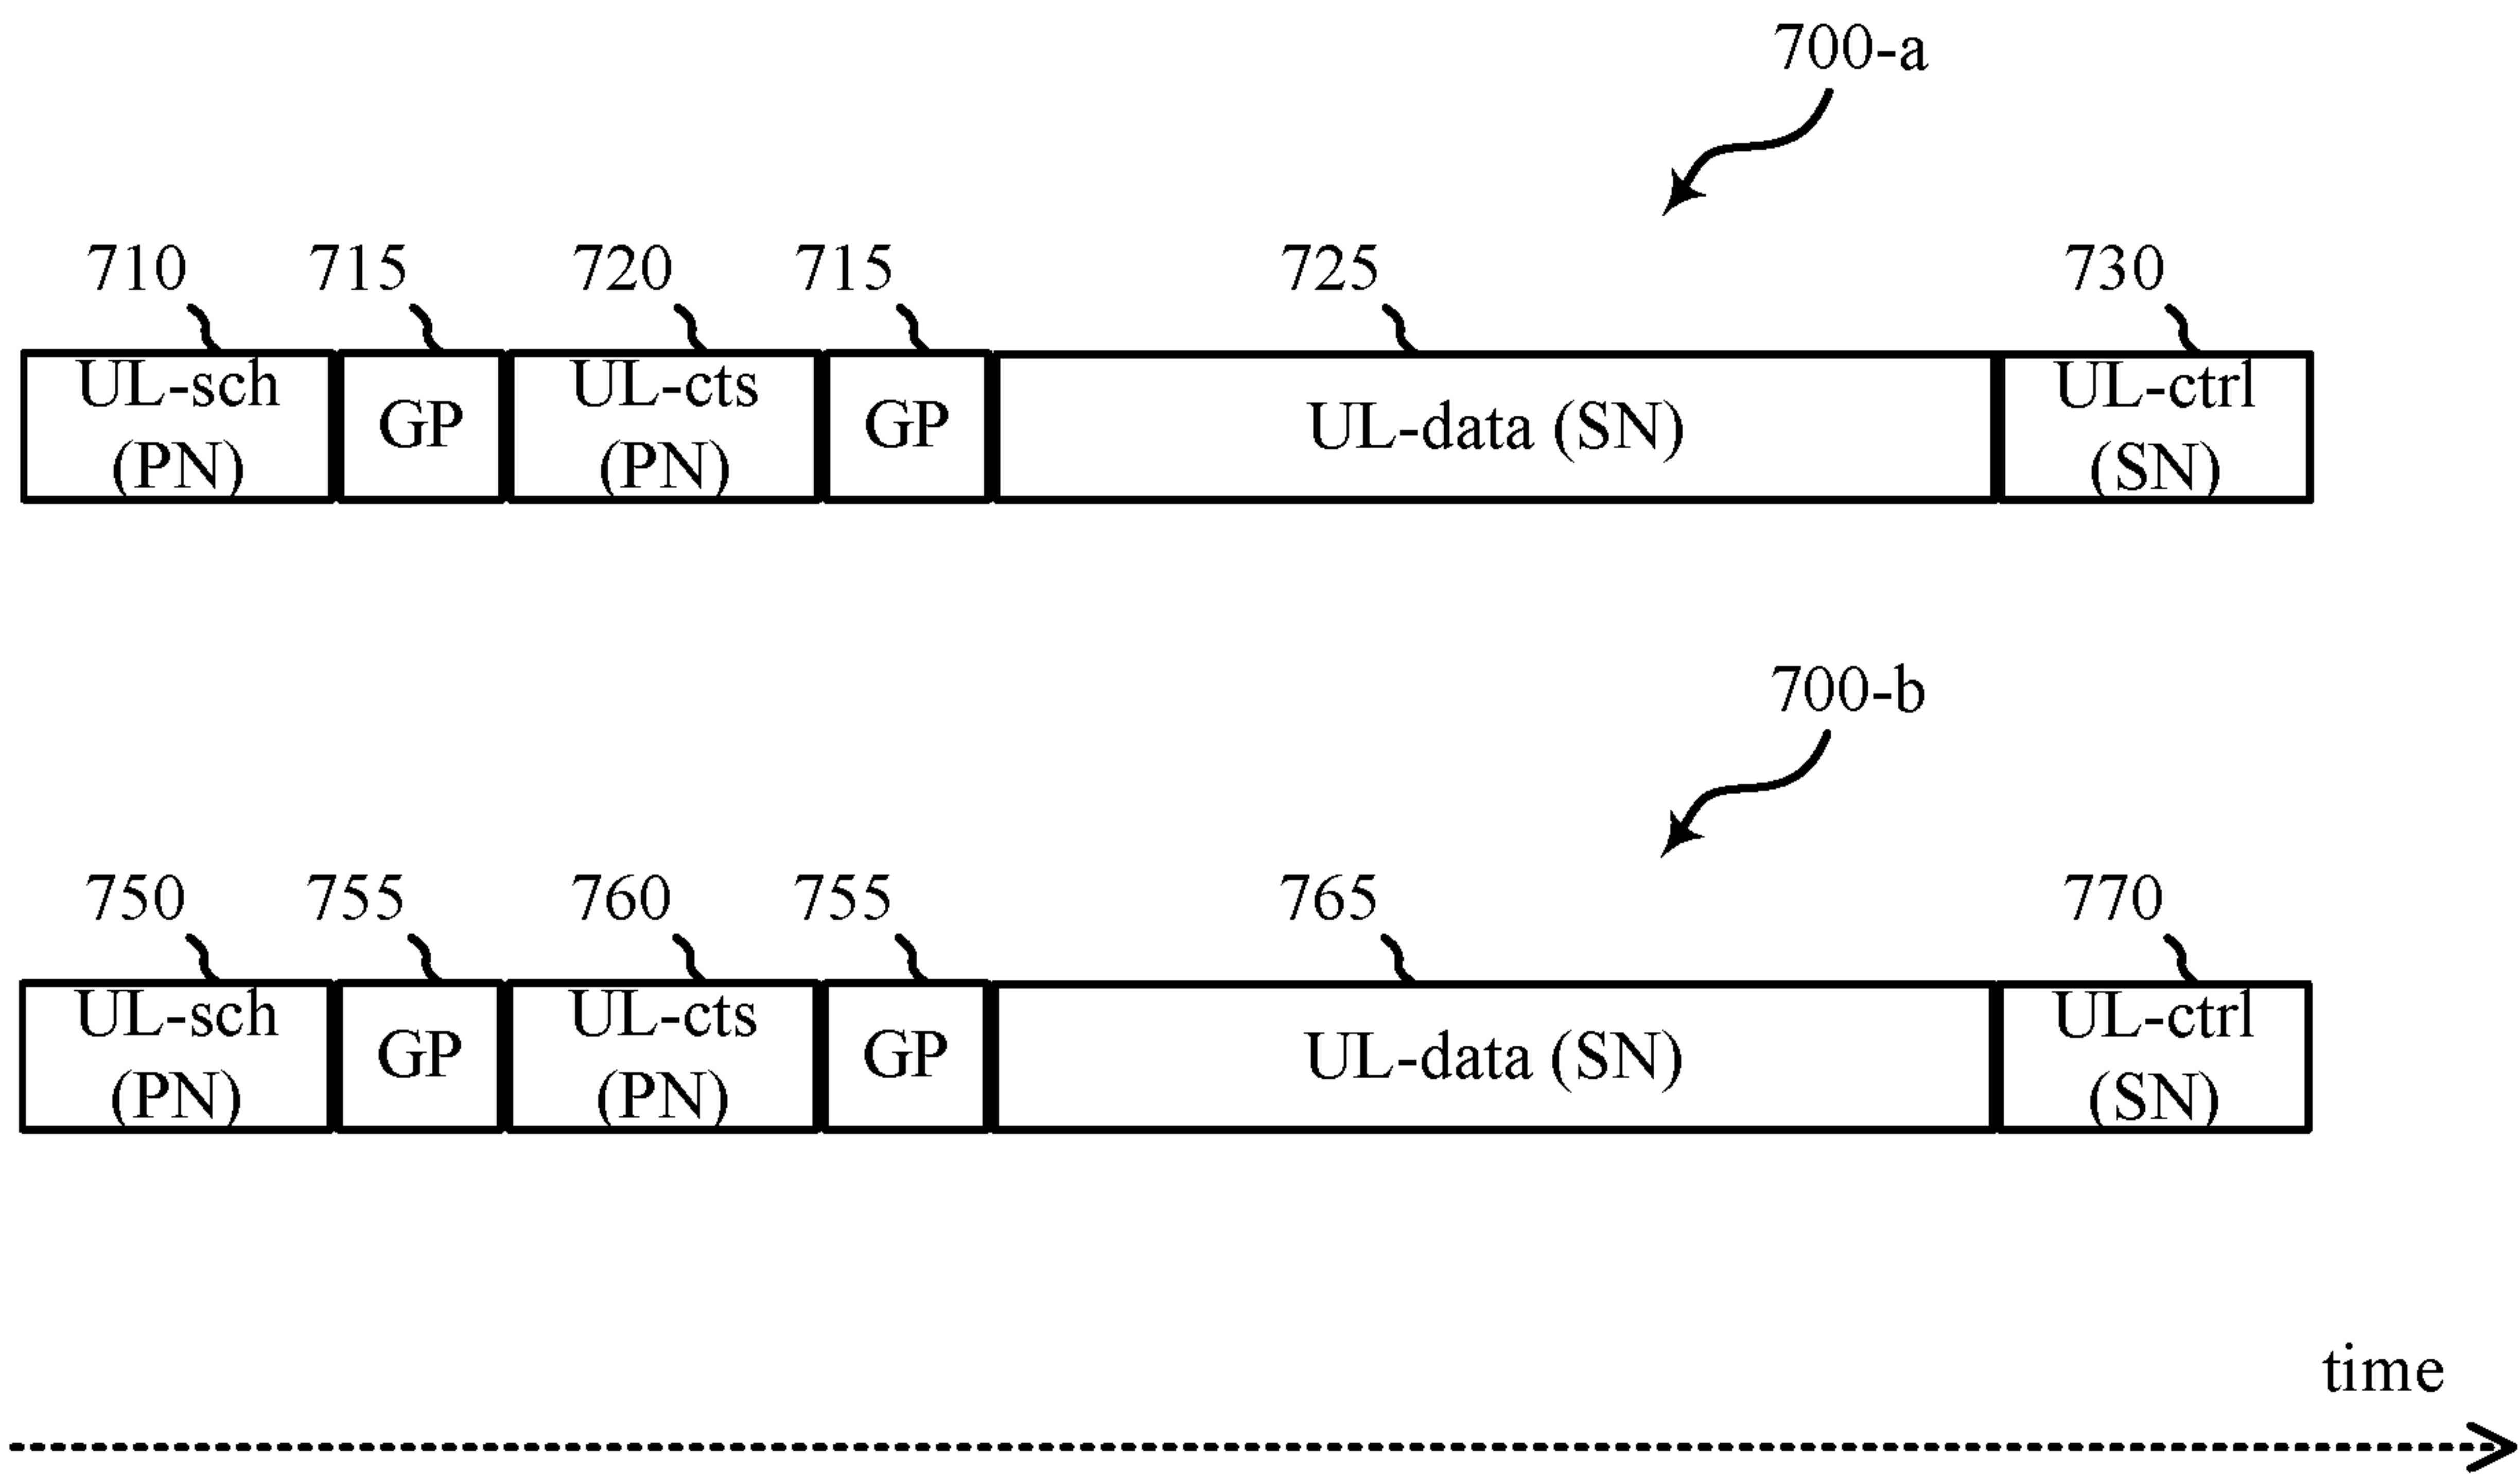 700-a
710 715 720 715 725 730
UL-sch GP UL-cts GP UL-data (SN) UL-ctrl
(PN) (PN) (SN)
700-b
750 755 760 755 765 770
UL-sch GP UL-cts GP UL-data (SN) UL-ctrl
(PN) (PN) (SN)
time